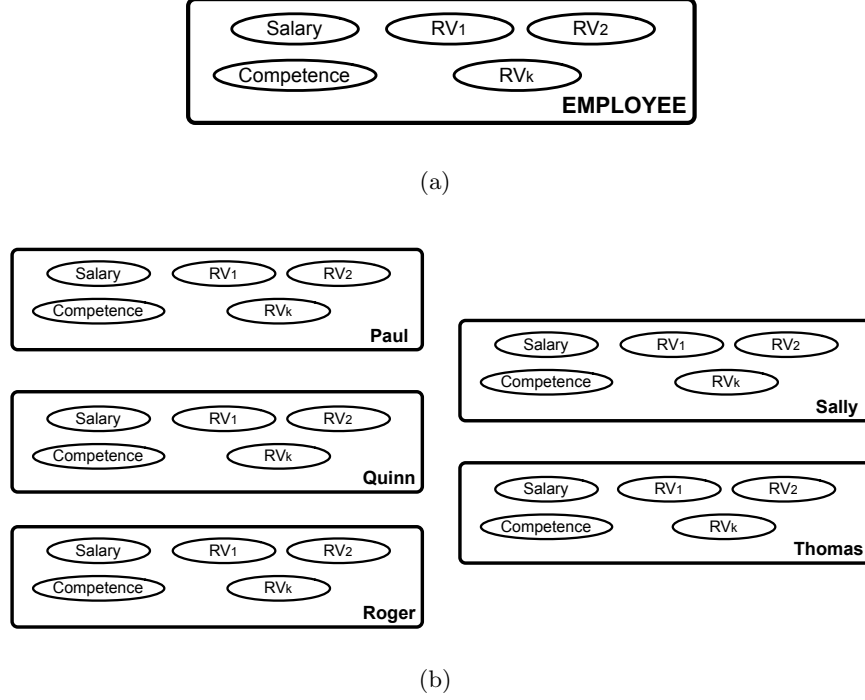 Salary RV1 RV2
Competence RVk
EMPLOYEE
(a)
Salary RV1 RV2
Competence RVk
Paul
Salary RV1 RV2
Competence RVk
Quinn
Salary RV1 RV2
Competence RVk
Roger
Salary RV1 RV2
Competence RVk
Sally
Salary RV1 RV2
Competence RVk
Thomas
(b)